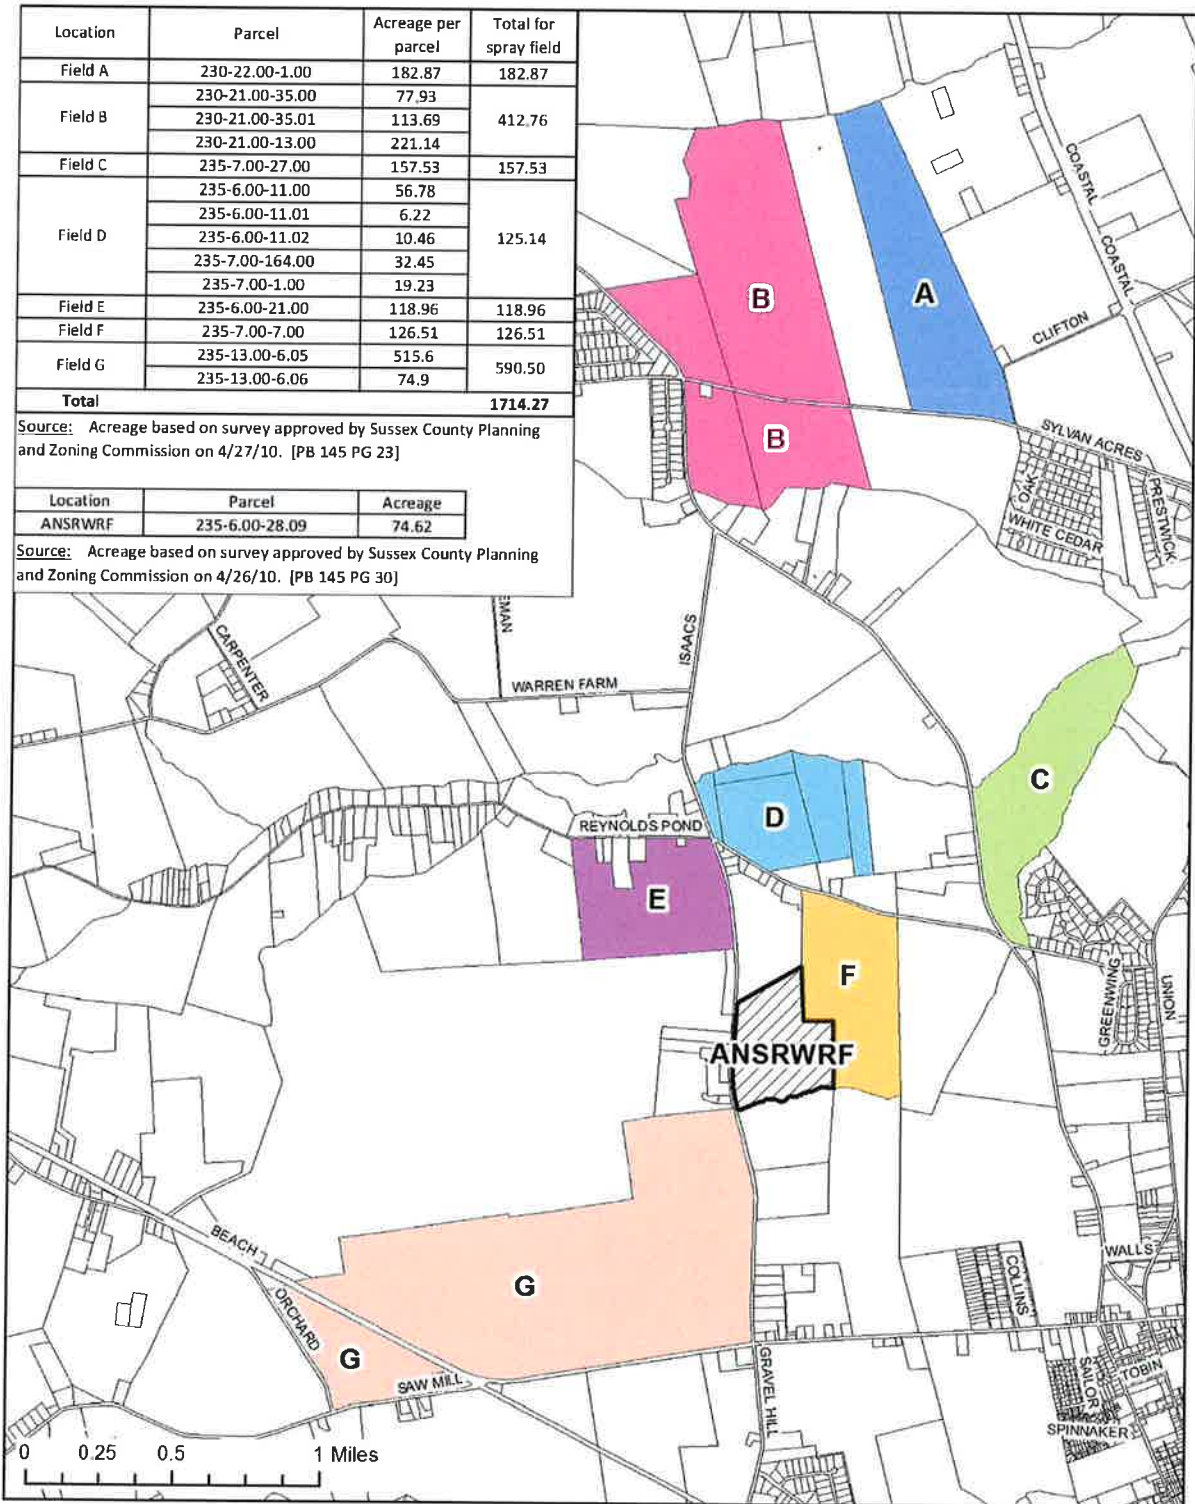 Location Parcel Acreage per parcel Total for spray field
Field A 230-22.00-1.00 182.87 182.87
Field B 230-21.00-35.00 77.93 412.76
230-21.00-35.01 113.69
230-21.00-13.00 221.14
Field C 235-7.00-27.00 157.53 157.53
Field D 235-6.00-11.00 56.78 125.14
235-6.00-11.01 6.22
235-6.00-11.02 10.46
235-7.00-164.00 32.45
235-7.00-1.00 19.23
Field E 235-6.00-21.00 118.96 118.96
Field F 235-7.00-7.00 126.51 126.51
Field G 235-13.00-6.05 515.6 590.50
235-13.00-6.06 74.9
Total 1714.27
Source: Acreage based on survey approved by Sussex County Planning
and Zoning Commission on 4/27/10. [PB 145 PG 23]
Location Parcel Acreage
ANSRWRF 235-6.00-28.09 74.62
Source: Acreage based on survey approved by Sussex County Planning
and Zoning Commission on 4/26/10. [PB 145 PG 30]
COASTAL
COASTAL
A
B
CLIFTON
B
SYLVAN ACRES
OAK
PRESTWICK
WHITE CEDAR
EMAN
ISAACS
CARPENTER
WARREN FARM
C
D
REYNOLDS POND
E
F
GREENWING
UNION
ANSRWRF
BEACH
WALLS
G
COLLINS
ORCHARD
G
GRAVEL HILL
SAW MILL
SAILOR
TOBIN
SPINNAKER
0 0.25 0.5 1 Miles